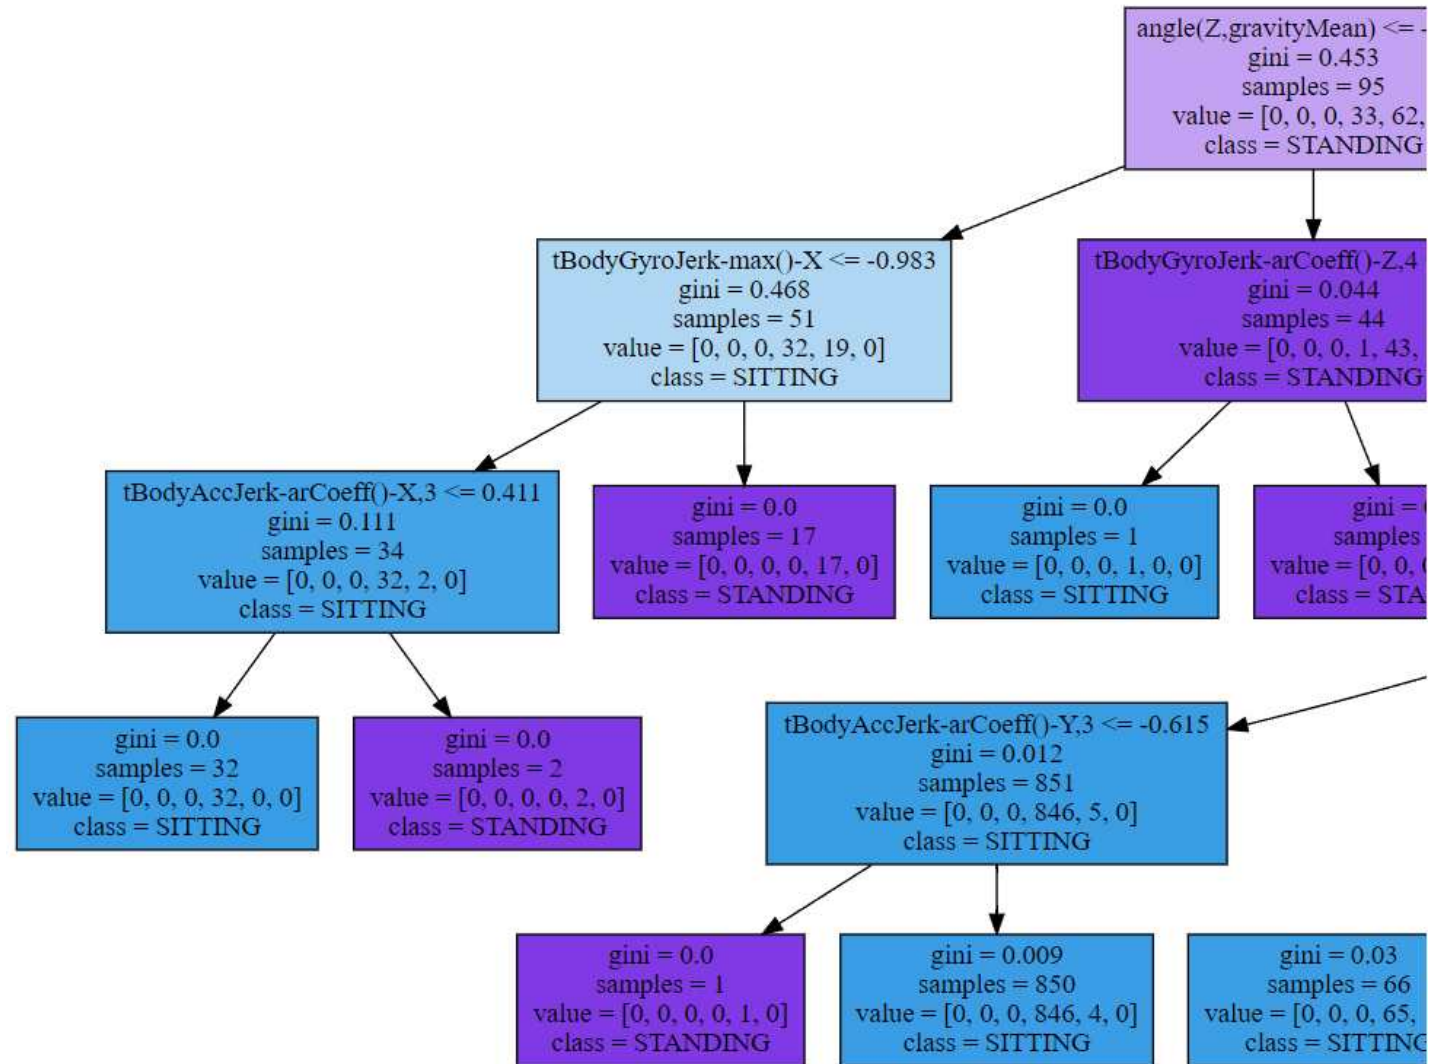 angle(Z,gravityMean) <= -
gini = 0.453
samples = 95
value = [0, 0, 0, 33, 62,
class = STANDING
tBodyGyroJerk-max()-X <= -0.983
gini = 0.468
samples = 51
value = [0, 0, 0, 32, 19, 0]
class = SITTING
tBodyGyroJerk-arCoeff()-Z,4
gini = 0.044
samples = 44
value = [0, 0, 0, 1, 43,
class = STANDING
tBodyAccJerk-arCoeff()-X,3 <= 0.411
gini = 0.111
samples = 34
value = [0, 0, 0, 32, 2, 0]
class = SITTING
gini = 0.0
samples = 17
value = [0, 0, 0, 0, 17, 0]
class = STANDING
gini = 0.0
samples = 1
value = [0, 0, 0, 1, 0, 0]
class = SITTING
gini =
samples
value = [0, 0,
class = STA
gini = 0.0
samples = 32
value = [0, 0, 0, 32, 0, 0]
class = SITTING
gini = 0.0
samples = 2
value = [0, 0, 0, 0, 2, 0]
class = STANDING
tBodyAccJerk-arCoeff()-Y,3 <= -0.615
gini = 0.012
samples = 851
value = [0, 0, 0, 846, 5, 0]
class = SITTING
gini = 0.0
samples = 1
value = [0, 0, 0, 0, 1, 0]
class = STANDING
gini = 0.009
samples = 850
value = [0, 0, 0, 846, 4, 0]
class = SITTING
gini = 0.03
samples = 66
value = [0, 0, 0, 65,
class = SITTING